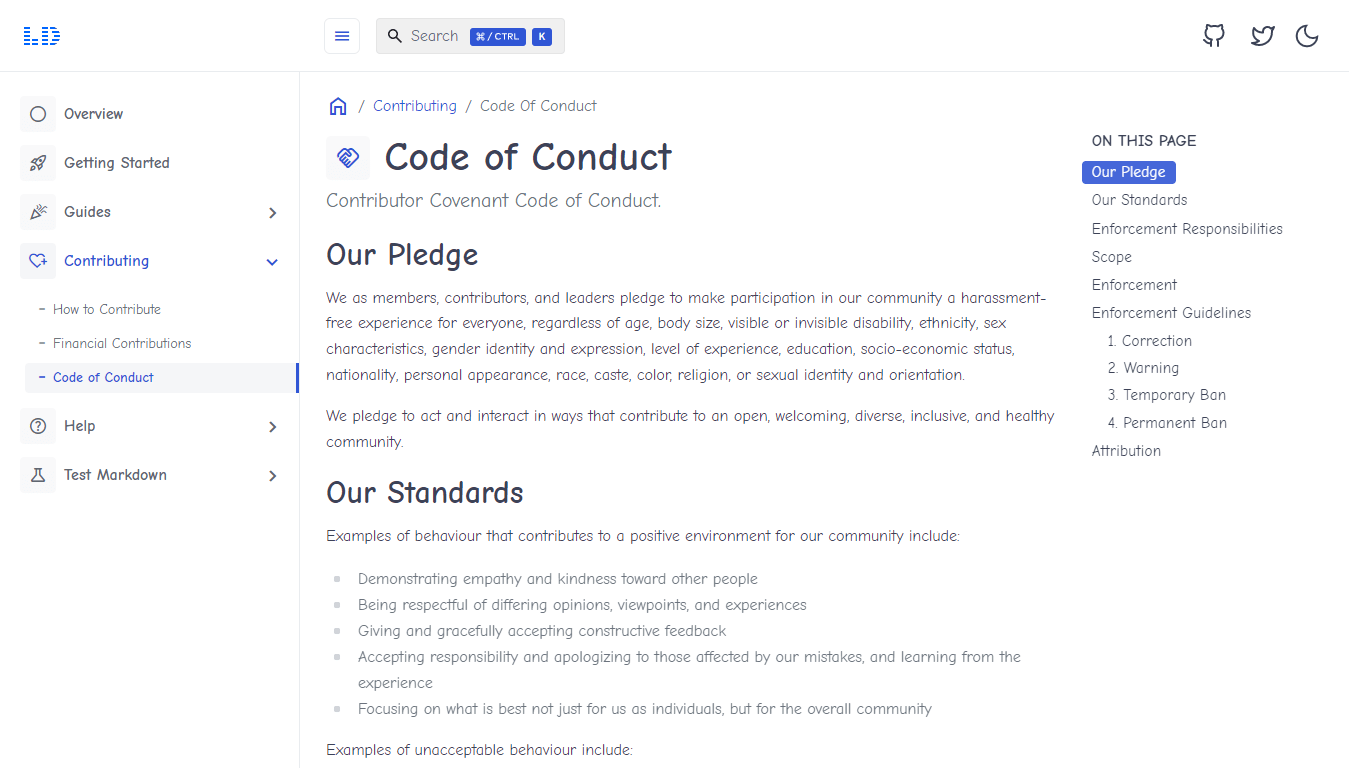 LD
Search ⌘/CTRL K
Overview
Getting Started
Guides
Contributing
– How to Contribute
– Financial Contributions
– Code of Conduct
Help
Test Markdown
/ Contributing / Code Of Conduct
Code of Conduct
Contributor Covenant Code of Conduct.
Our Pledge
We as members, contributors, and leaders pledge to make participation in our community a harassment-
free experience for everyone, regardless of age, body size, visible or invisible disability, ethnicity, sex
characteristics, gender identity and expression, level of experience, education, socio-economic status,
nationality, personal appearance, race, caste, color, religion, or sexual identity and orientation.
We pledge to act and interact in ways that contribute to an open, welcoming, diverse, inclusive, and healthy
community.
Our Standards
Examples of behaviour that contributes to a positive environment for our community include:
Demonstrating empathy and kindness toward other people
Being respectful of differing opinions, viewpoints, and experiences
Giving and gracefully accepting constructive feedback
Accepting responsibility and apologizing to those affected by our mistakes, and learning from the
experience
Focusing on what is best not just for us as individuals, but for the overall community
Examples of unacceptable behaviour include:
ON THIS PAGE
Our Pledge
Our Standards
Enforcement Responsibilities
Scope
Enforcement
Enforcement Guidelines
1. Correction
2. Warning
3. Temporary Ban
4. Permanent Ban
Attribution